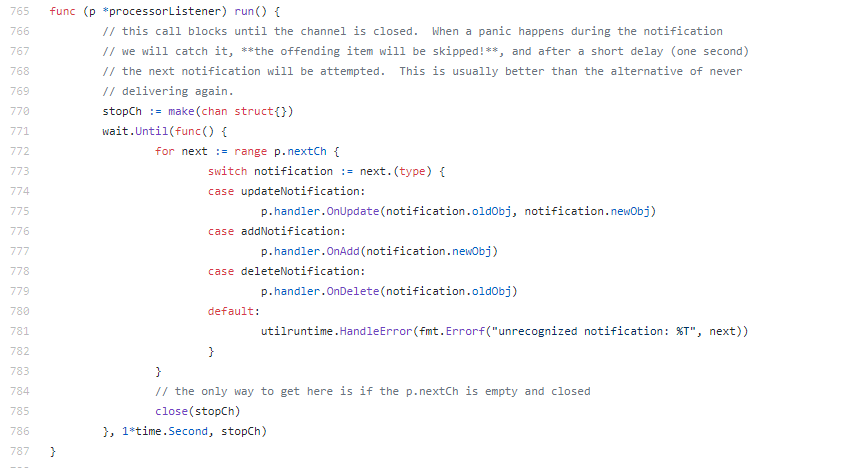 765 func (p *processorListener) run() {
766 // this call blocks until the channel is closed.  When a panic happens during the notification
767 // we will catch it, **the offending item will be skipped!**, and after a short delay (one second)
768 // the next notification will be attempted.  This is usually better than the alternative of never
769 // delivering again.
770 stopCh := make(chan struct{})
771 wait.Until(func() {
772 for next := range p.nextCh {
773 switch notification := next.(type) {
774 case updateNotification:
775 p.handler.OnUpdate(notification.oldObj, notification.newObj)
776 case addNotification:
777 p.handler.OnAdd(notification.newObj)
778 case deleteNotification:
779 p.handler.OnDelete(notification.oldObj)
780 default:
781 utilruntime.HandleError(fmt.Errorf("unrecognized notification: %T", next))
782 }
783 }
784 // the only way to get here is if the p.nextCh is empty and closed
785 close(stopCh)
786 }, 1*time.Second, stopCh)
787 }